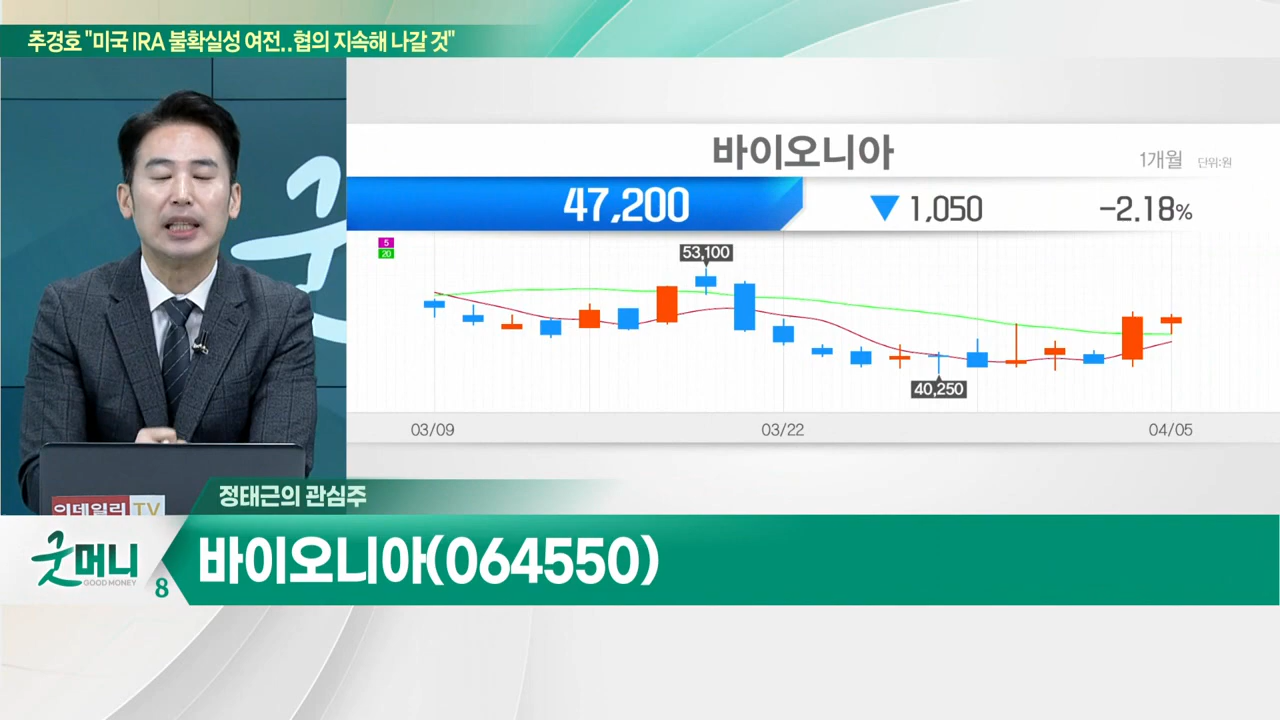 추경호 "미국 IRA 불확실성 여전..협의 지속해 나갈 것"
바이오니아
1개월 단위:원
47,200 ▼ 1,050 -2.18%
5
20
53,100
40,250
03/09 03/22 04/05
이데일리 TV
정태근의 관심주
굿머니
GOOD MONEY
8
바이오니아(064550)